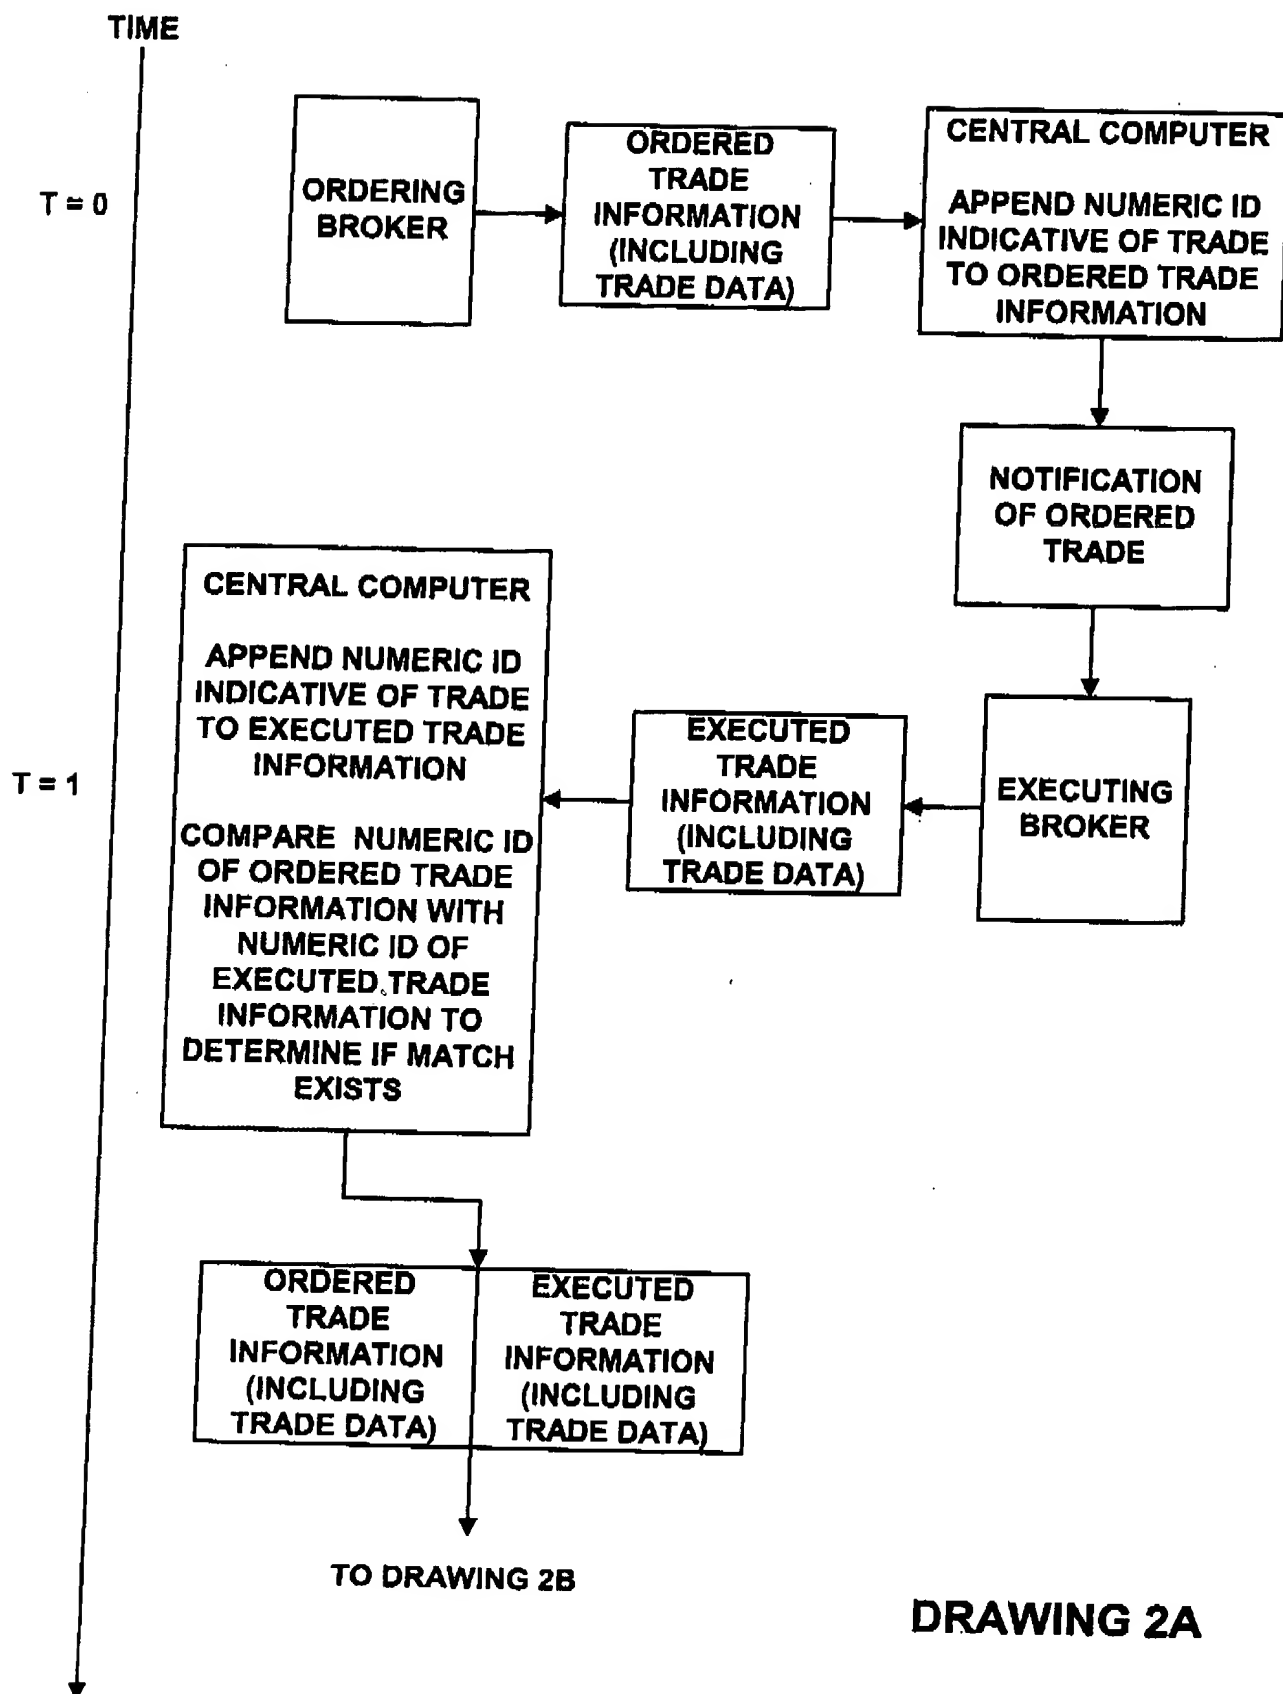 TIME
T = 0
ORDERING
BROKER
ORDERED
TRADE
INFORMATION
(INCLUDING
TRADE DATA)
CENTRAL COMPUTER
APPEND NUMERIC ID
INDICATIVE OF TRADE
TO ORDERED TRADE
INFORMATION
NOTIFICATION
OF ORDERED
TRADE
T = 1
CENTRAL COMPUTER
APPEND NUMERIC ID
INDICATIVE OF TRADE
TO EXECUTED TRADE
INFORMATION
COMPARE NUMERIC ID
OF ORDERED TRADE
INFORMATION WITH
NUMERIC ID OF
EXECUTED TRADE
INFORMATION TO
DETERMINE IF MATCH
EXISTS
EXECUTED
TRADE
INFORMATION
(INCLUDING
TRADE DATA)
EXECUTING
BROKER
ORDERED
TRADE
INFORMATION
(INCLUDING
TRADE DATA)
EXECUTED
TRADE
INFORMATION
(INCLUDING
TRADE DATA)
TO DRAWING 2B
DRAWING 2A